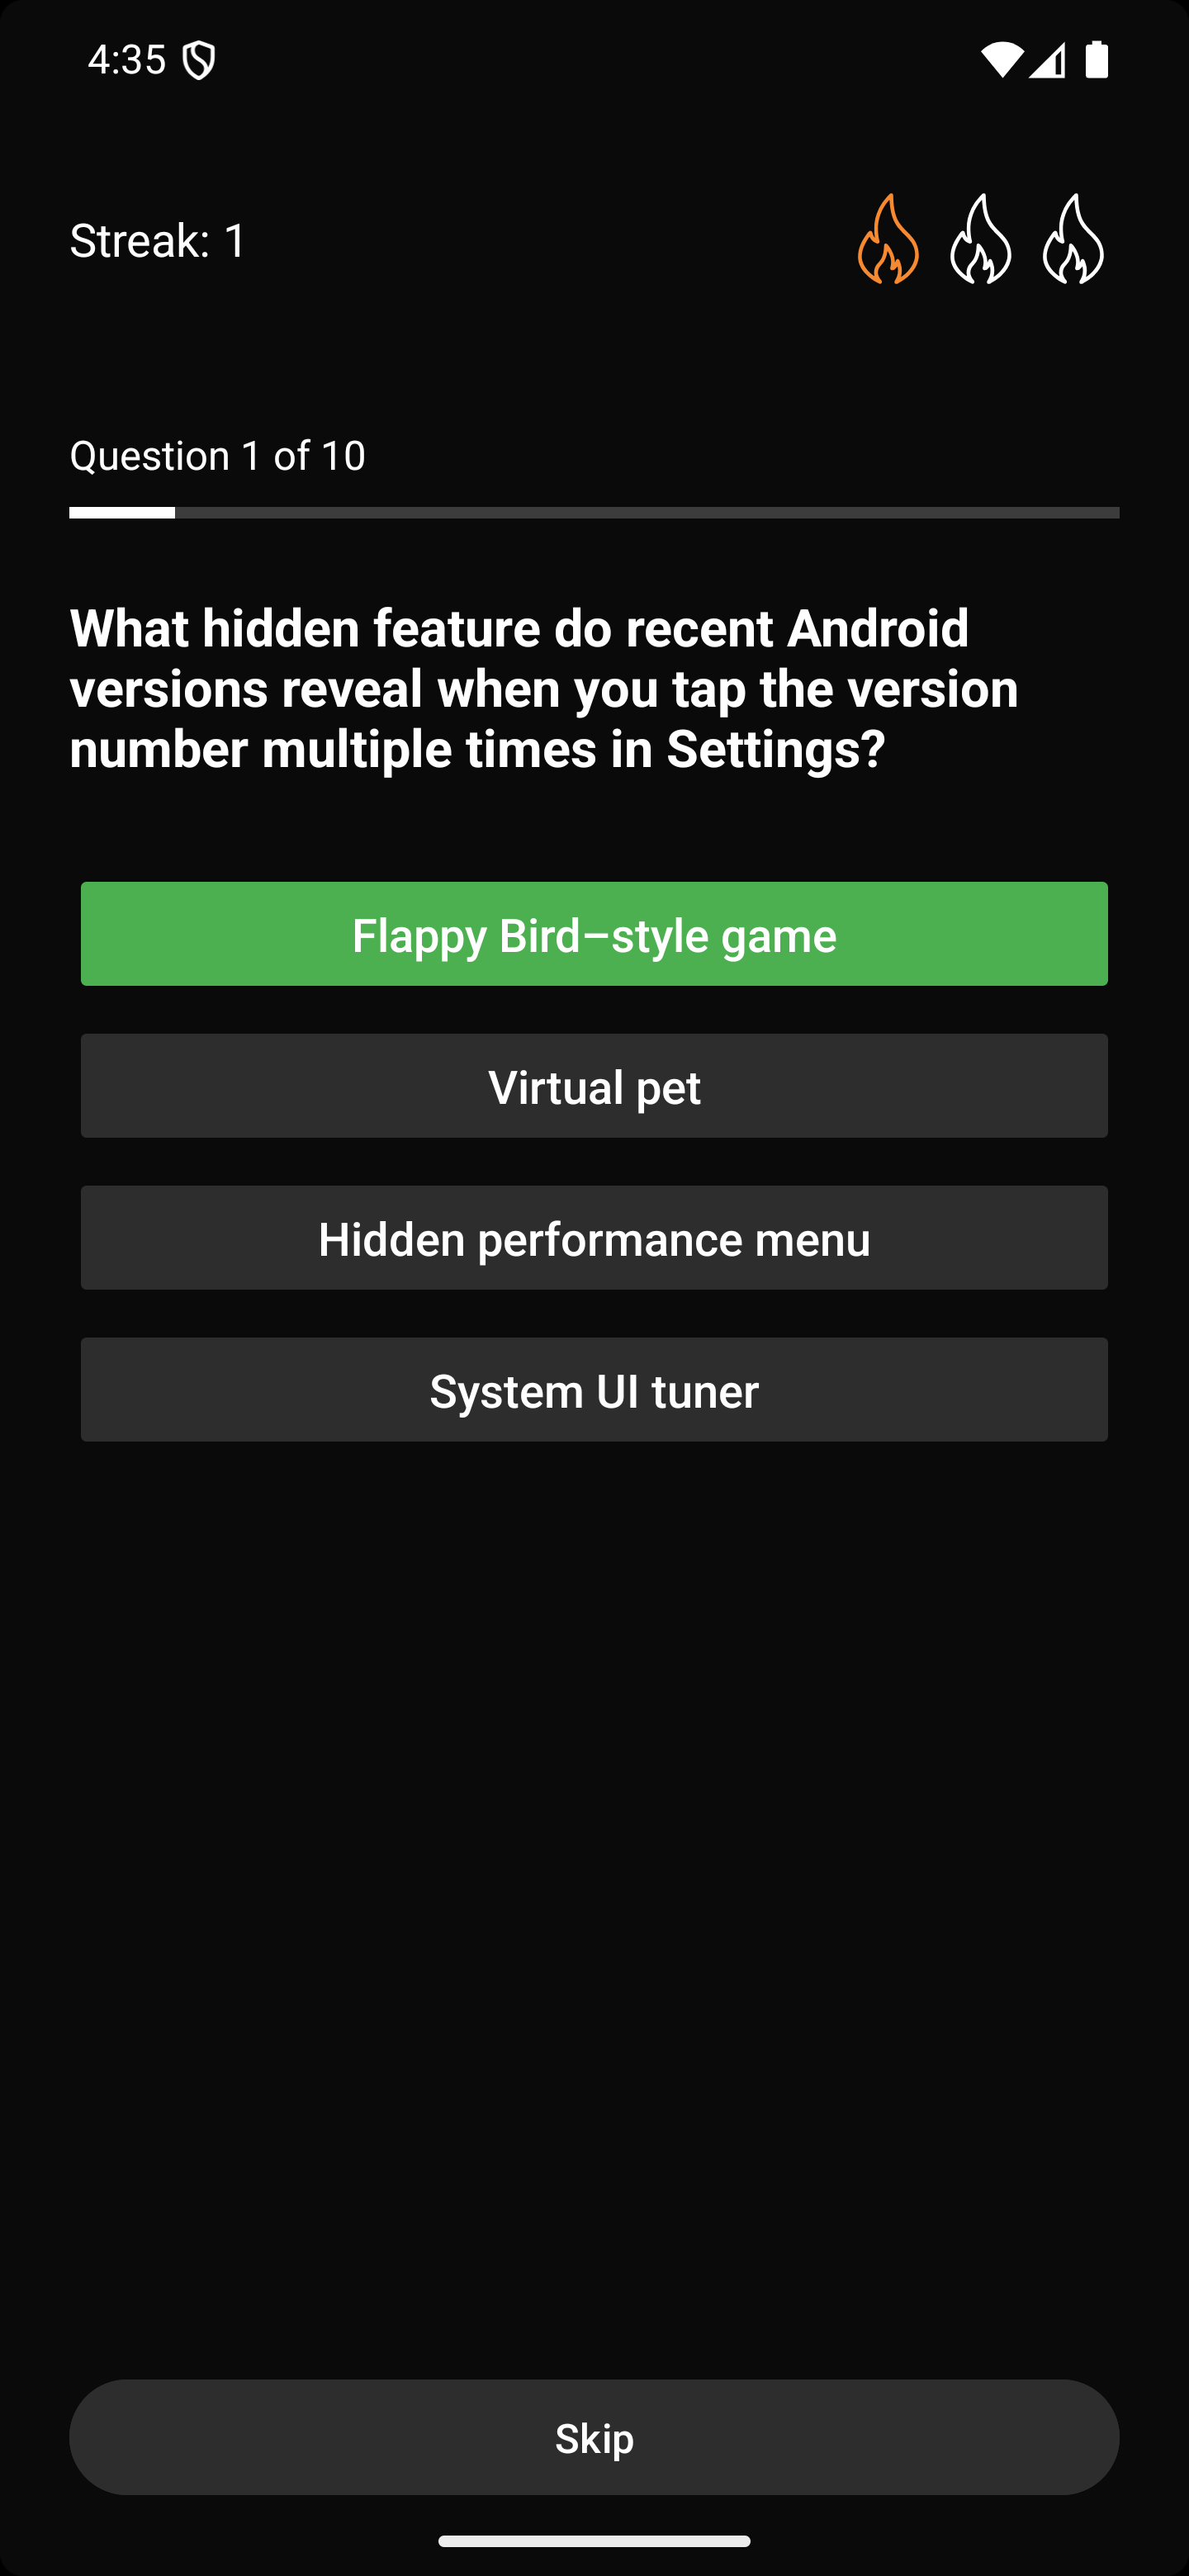 4:35
Streak: 1
Question 1 of 10
What hidden feature do recent Android
versions reveal when you tap the version
number multiple times in Settings?
Flappy Bird–style game
Virtual pet
Hidden performance menu
System UI tuner
Skip